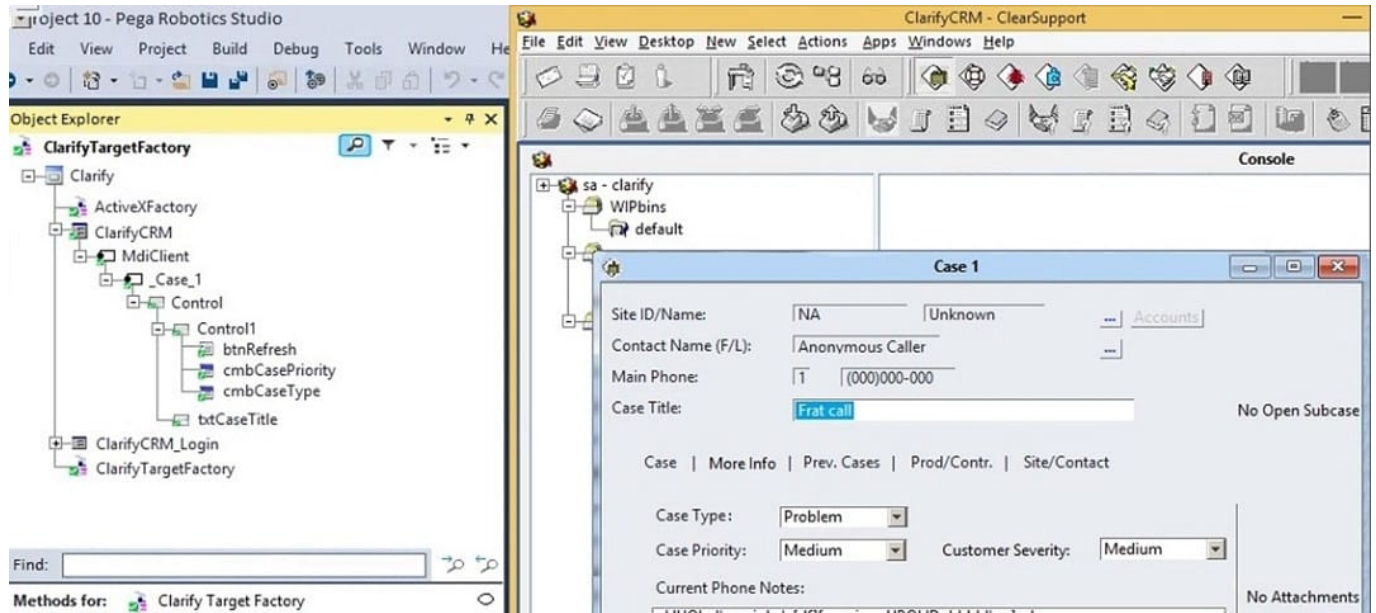 roject 10 - Pega Robotics Studio
Edit View Project Build Debug Tools Window He
Object Explorer
ClarifyTargetFactory
Clarify
ActiveXFactory
ClarifyCRM
MdiClient
_Case_1
Control
Control1
btnRefresh
cmbCasePriority
cmbCaseType
txtCaseTitle
ClarifyCRM_Login
ClarifyTargetFactory
Find:
Methods for: Clarify Target Factory
ClarifyCRM - ClearSupport
File Edit View Desktop New Select Actions Apps Windows Help
Console
sa - clarify
WIPbins
default
Case 1
Site ID/Name: NA Unknown ... Accounts
Contact Name (F/L): Anonymous Caller ...
Main Phone: 1 (000)000-000
Case Title: Frat call No Open Subcase
Case | More Info | Prev. Cases | Prod/Contr. | Site/Contact
Case Type: Problem
Case Priority: Medium Customer Severity: Medium
Current Phone Notes:
No Attachments